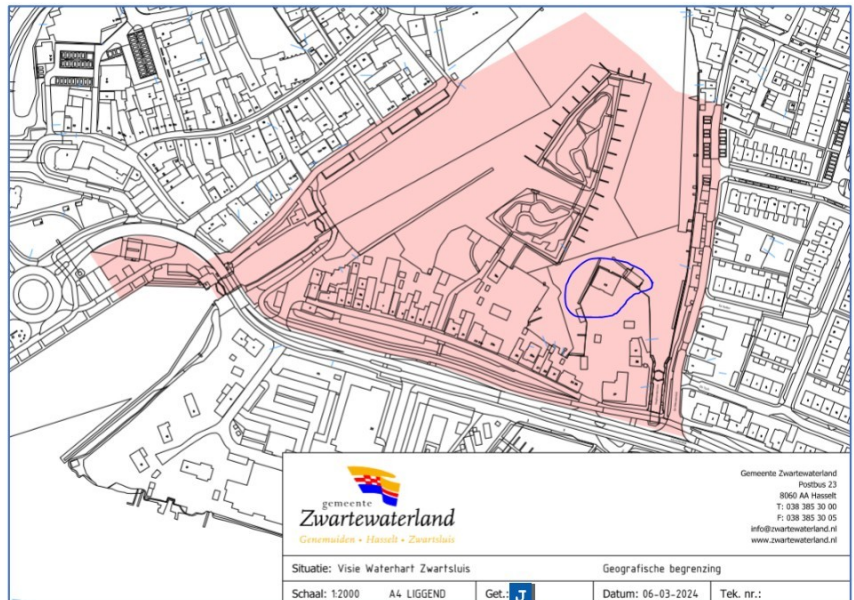 gemeente
Zwartewaterland
Genemuiden • Hasselt • Zwartsluis
Gemeente Zwartewaterland
Postbus 23
8060 AA Hasselt
T: 038 385 30 00
F: 038 385 30 05
info@zwartewaterland.nl
www.zwartewaterland.nl
Situatie: Visie Waterhart Zwartsluis Geografische begrenzing
Schaal: 1:2000 A4 LIGGEND Get.: JT Datum: 06-03-2024 Tek. nr.: